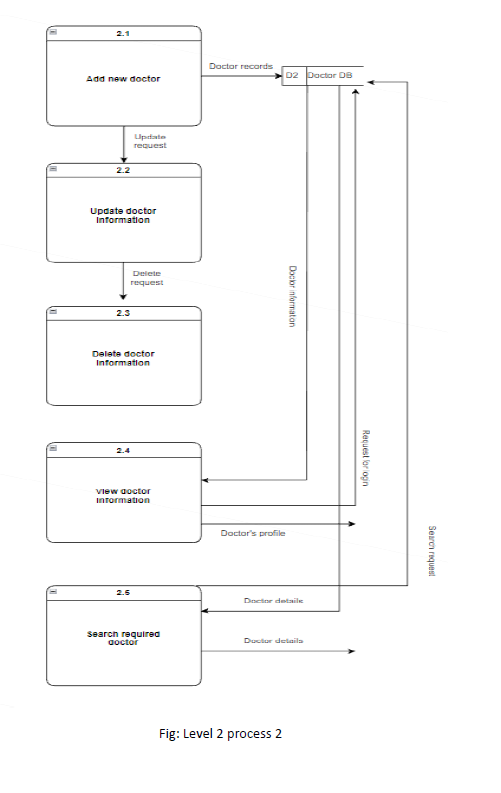 2.1
Add new doctor
Doctor records
D2 Doctor DB
Update
request
2.2
Update doctor
information
Delete
request
2.3
Delete doctor
information
Doctor information
2.4
View doctor
information
Request for login
Doctor's profile
Search request
2.5
Search required
doctor
Doctor details
Doctor details
Fig: Level 2 process 2